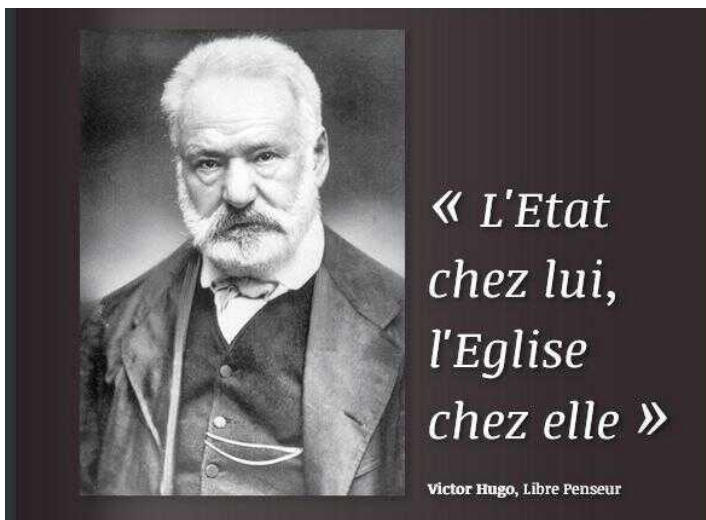 « L'Etat
chez lui,
l'Eglise
chez elle »
Victor Hugo, Libre Penseur